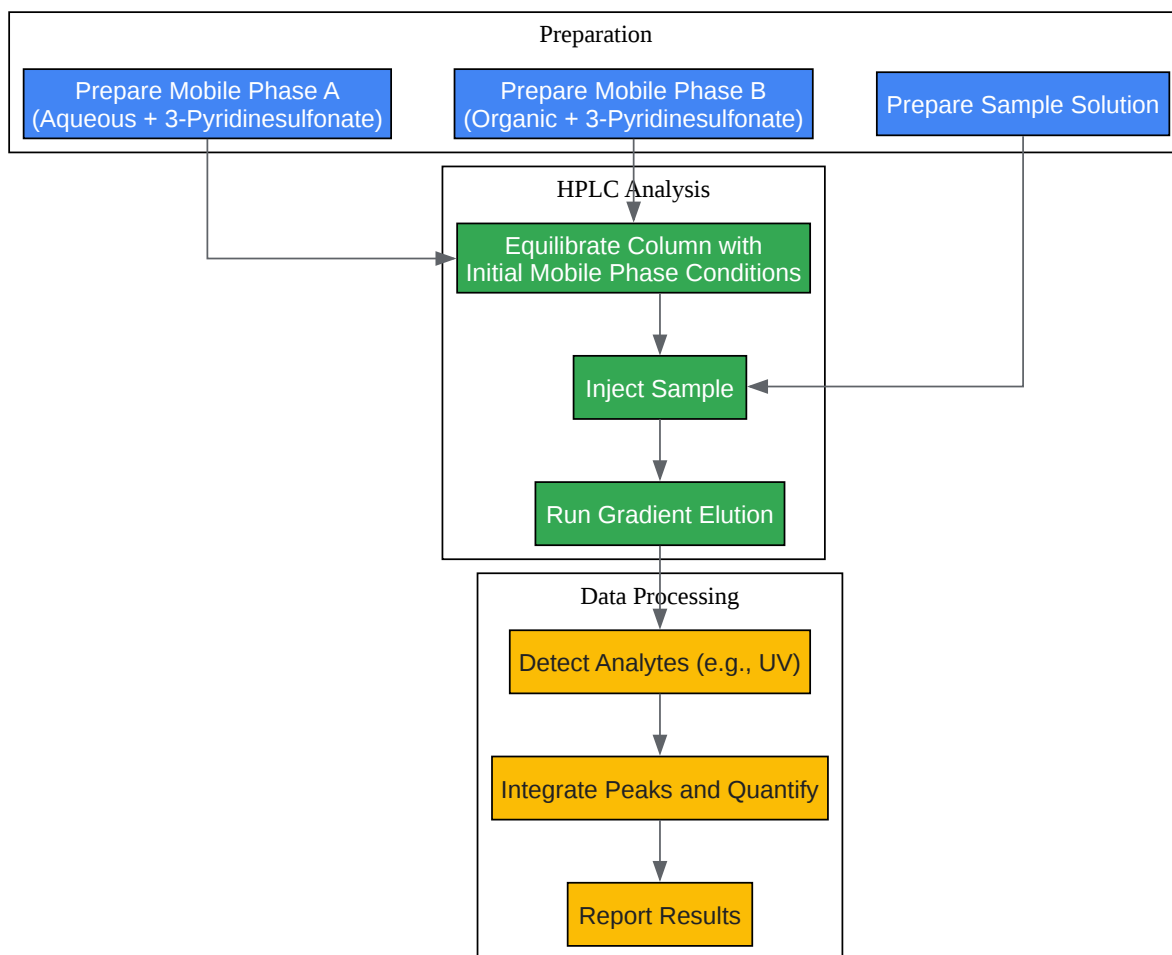 Preparation
Prepare Mobile Phase A
(Aqueous + 3-Pyridinesulfonate)
Prepare Mobile Phase B
(Organic + 3-Pyridinesulfonate)
Prepare Sample Solution
HPLC Analysis
Equilibrate Column with
Initial Mobile Phase Conditions
Inject Sample
Run Gradient Elution
Data Processing
Detect Analytes (e.g., UV)
Integrate Peaks and Quantify
Report Results